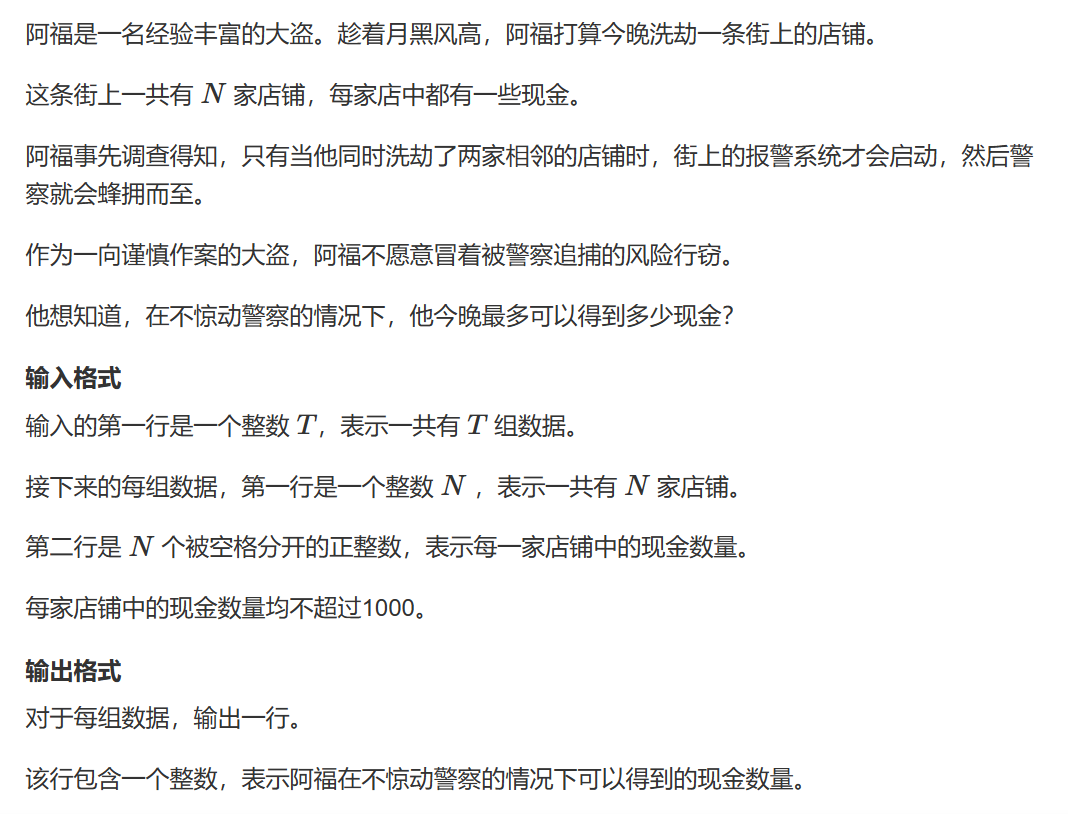 阿福是一名经验丰富的大盗。趁着月黑风高，阿福打算今晚洗劫一条街上的店铺。
这条街上一共有 N 家店铺，每家店中都有一些现金。
阿福事先调查得知，只有当他同时洗劫了两家相邻的店铺时，街上的报警系统才会启动，然后警
察就会蜂拥而至。
作为一向谨慎作案的大盗，阿福不愿意冒着被警察追捕的风险行窃。
他想知道，在不惊动警察的情况下，他今晚最多可以得到多少现金？
输入格式
输入的第一行是一个整数 T，表示一共有 T 组数据。
接下来的每组数据，第一行是一个整数 N ，表示一共有 N 家店铺。
第二行是 N 个被空格分开的正整数，表示每一家店铺中的现金数量。
每家店铺中的现金数量均不超过1000。
输出格式
对于每组数据，输出一行。
该行包含一个整数，表示阿福在不惊动警察的情况下可以得到的现金数量。